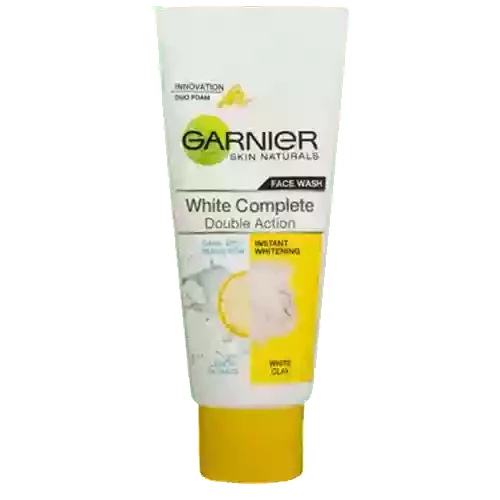 INNOVATION
DUO FOAM
GARNIER
SKIN NATURALS
FACE WASH
White Complete
Double Action
INSTANT
WHITENING
WHITE
CLAY